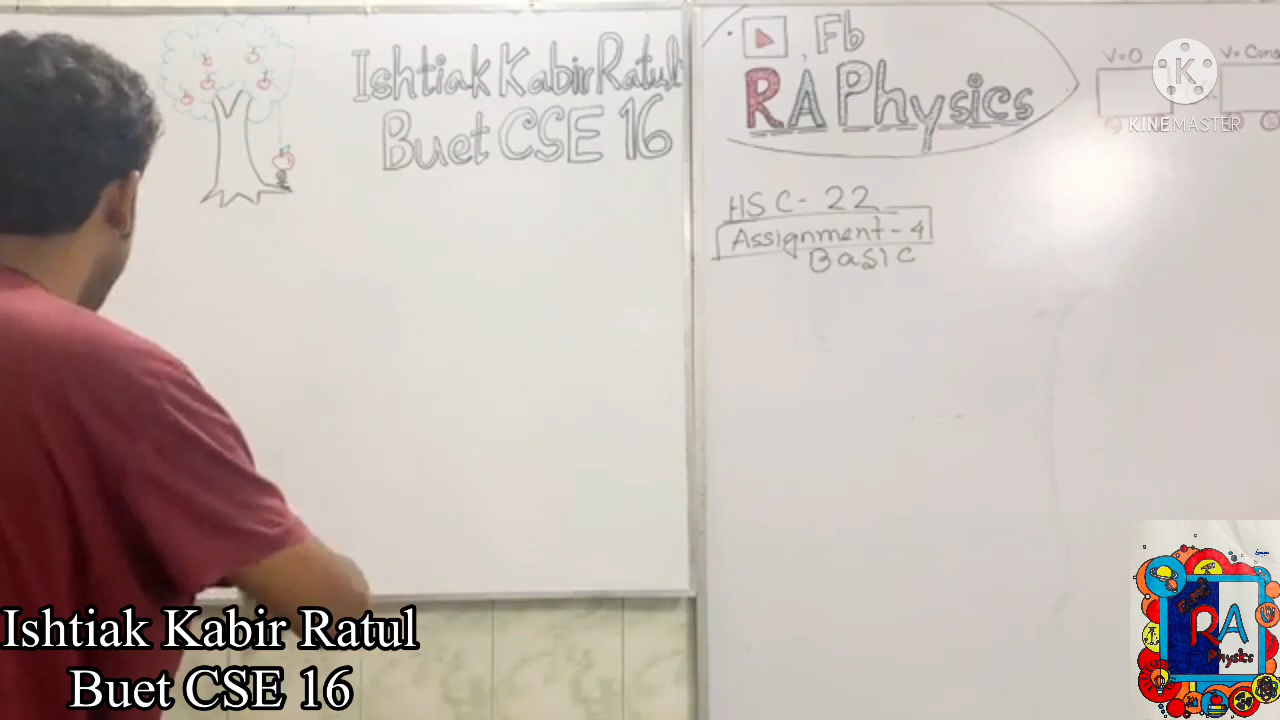 Ishtiak Kabir Ratul
Buet CSE 16
Fb
RA Physics
HSC-22
Assignment-4
Basic
V=0
V= Cons
K
KINEMASTER
Ishtiak Kabir Ratul
Buet CSE 16
RA
Physics